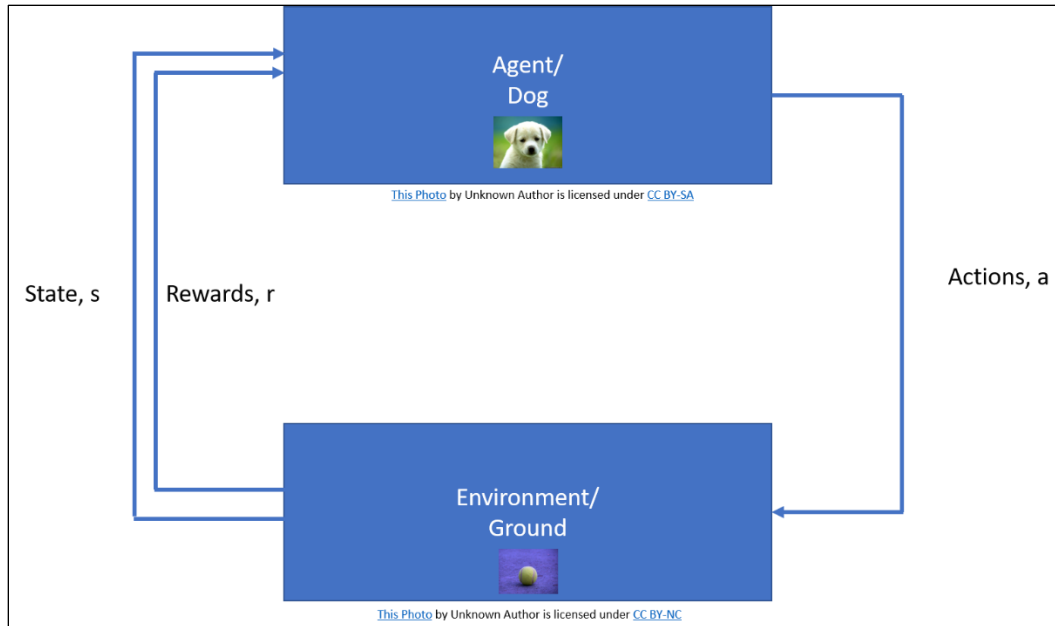 Agent/
Dog
This Photo by Unknown Author is licensed under CC BY-SA
State, s
Rewards, r
Actions, a
Environment/
Ground
This Photo by Unknown Author is licensed under CC BY-NC